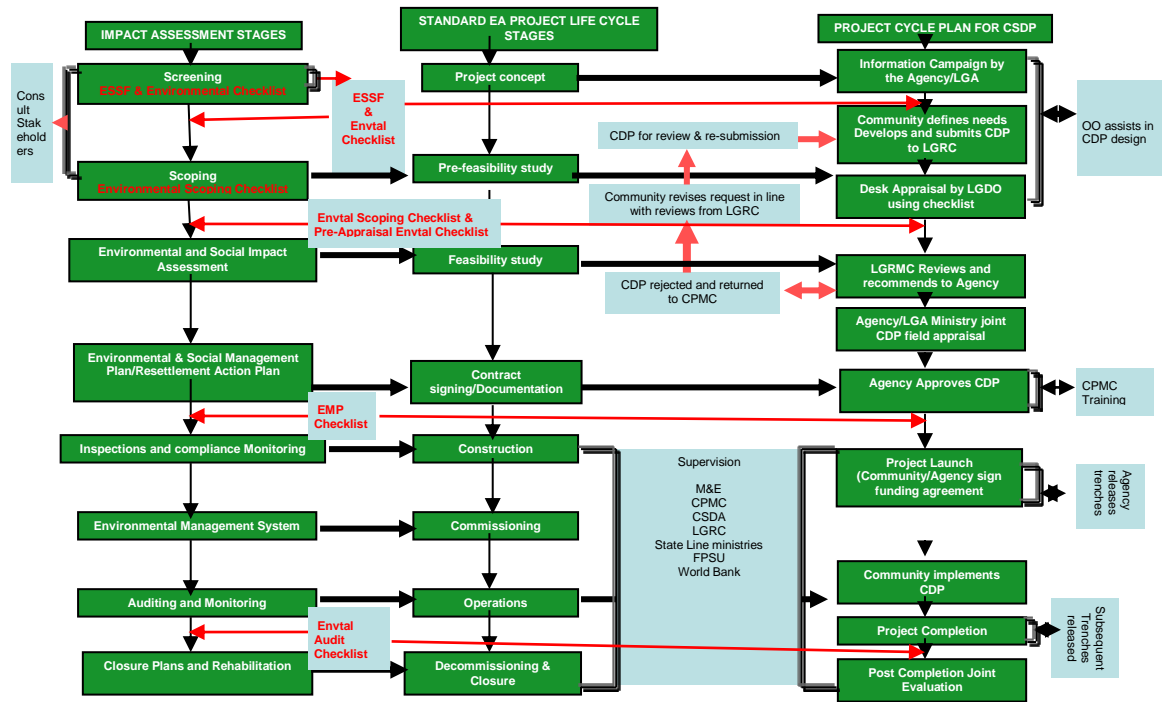 IMPACT ASSESSMENT STAGES
STANDARD EA PROJECT LIFE CYCLE
STAGES
PROJECT CYCLE PLAN FOR CSDP
Screening
ESSF & Environmental Checklist
Project concept
Information Campaign by
the Agency/LGA
Cons
ult
Stak
ehold
ers
ESSF
&
Envtal
Checklist
CDP for review & re-submission
Community defines needs
Develops and submits CDP
to LGRC
OO assists in
CDP design
Scoping
Environmental Scoping Checklist
Pre-feasibility study
Community revises request in line
with reviews from LGRC
Desk Appraisal by LGDO
using checklist
Envtal Scoping Checklist &
Pre-Appraisal Envtal Checklist
Environmental and Social Impact
Assessment
Feasibility study
CDP rejected and returned
to CPMC
LGRMC Reviews and
recommends to Agency
Agency/LGA Ministry joint
CDP field appraisal
Environmental & Social Management
Plan/Resettlement Action Plan
Contract
signing/Documentation
Agency Approves CDP
CPMC
Training
EMP
Checklist
Inspections and compliance Monitoring
Construction
Supervision
M&E
CPMC
CSDA
LGRC
State Line ministries
FPSU
World Bank
Project Launch
(Community/Agency sign
funding agreement
Agency
releases
trenches
Environmental Management System
Commissioning
Community implements
CDP
Auditing and Monitoring
Operations
Envtal
Audit
Checklist
Project Completion
Subsequent
Trenches
released
Closure Plans and Rehabilitation
Decommissioning &
Closure
Post Completion Joint
Evaluation